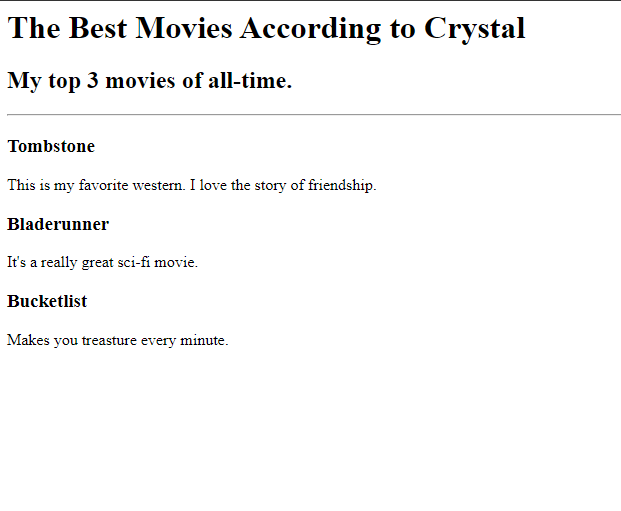 The Best Movies According to Crystal
My top 3 movies of all-time.
Tombstone
This is my favorite western. I love the story of friendship.
Bladerunner
It's a really great sci-fi movie.
Bucketlist
Makes you treasture every minute.